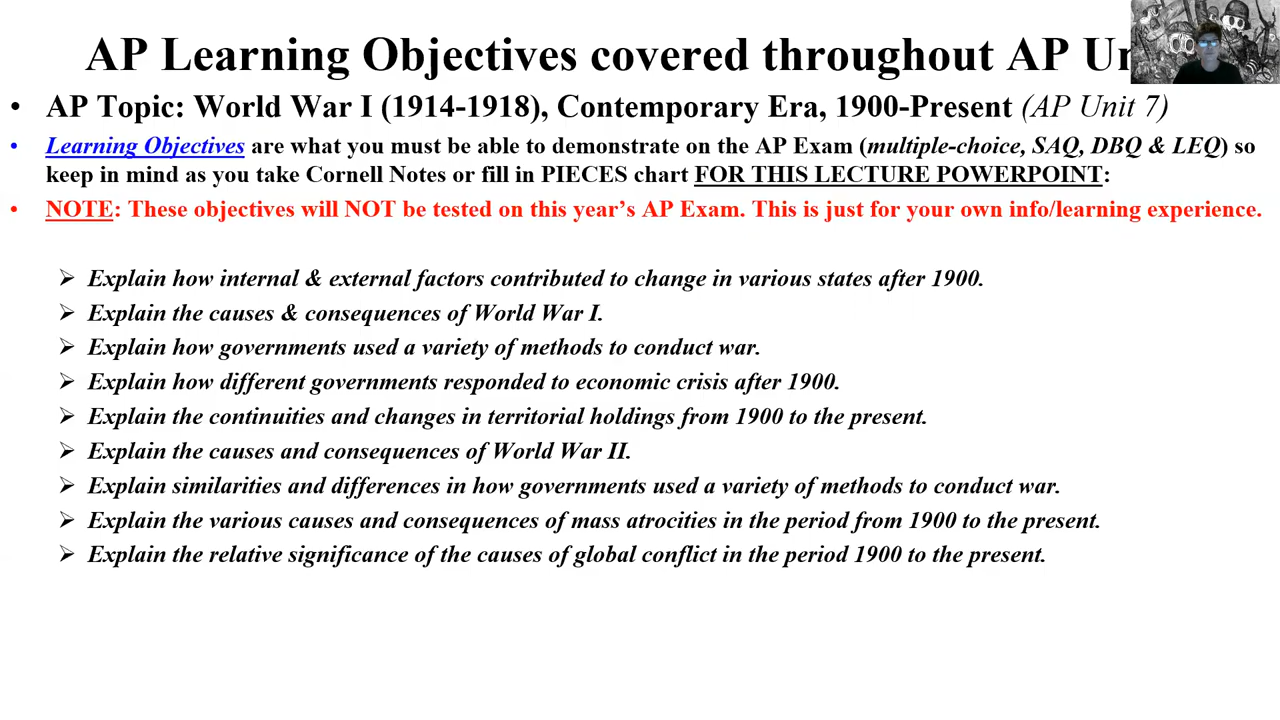 AP Learning Objectives covered throughout AP
• AP Topic: World War I (1914-1918), Contemporary Era, 1900-Present (AP Unit 7)
• Learning Objectives are what you must be able to demonstrate on the AP Exam (multiple-choice, SAQ, DBQ & LEQ) so
keep in mind as you take Cornell Notes or fill in PIECES chart FOR THIS LECTURE POWERPOINT:
• NOTE: These objectives will NOT be tested on this year’s AP Exam. This is just for your own info/learning experience.
➢ Explain how internal & external factors contributed to change in various states after 1900.
➢ Explain the causes & consequences of World War I.
➢ Explain how governments used a variety of methods to conduct war.
➢ Explain how different governments responded to economic crisis after 1900.
➢ Explain the continuities and changes in territorial holdings from 1900 to the present.
➢ Explain the causes and consequences of World War II.
➢ Explain similarities and differences in how governments used a variety of methods to conduct war.
➢ Explain the various causes and consequences of mass atrocities in the period from 1900 to the present.
➢ Explain the relative significance of the causes of global conflict in the period 1900 to the present.